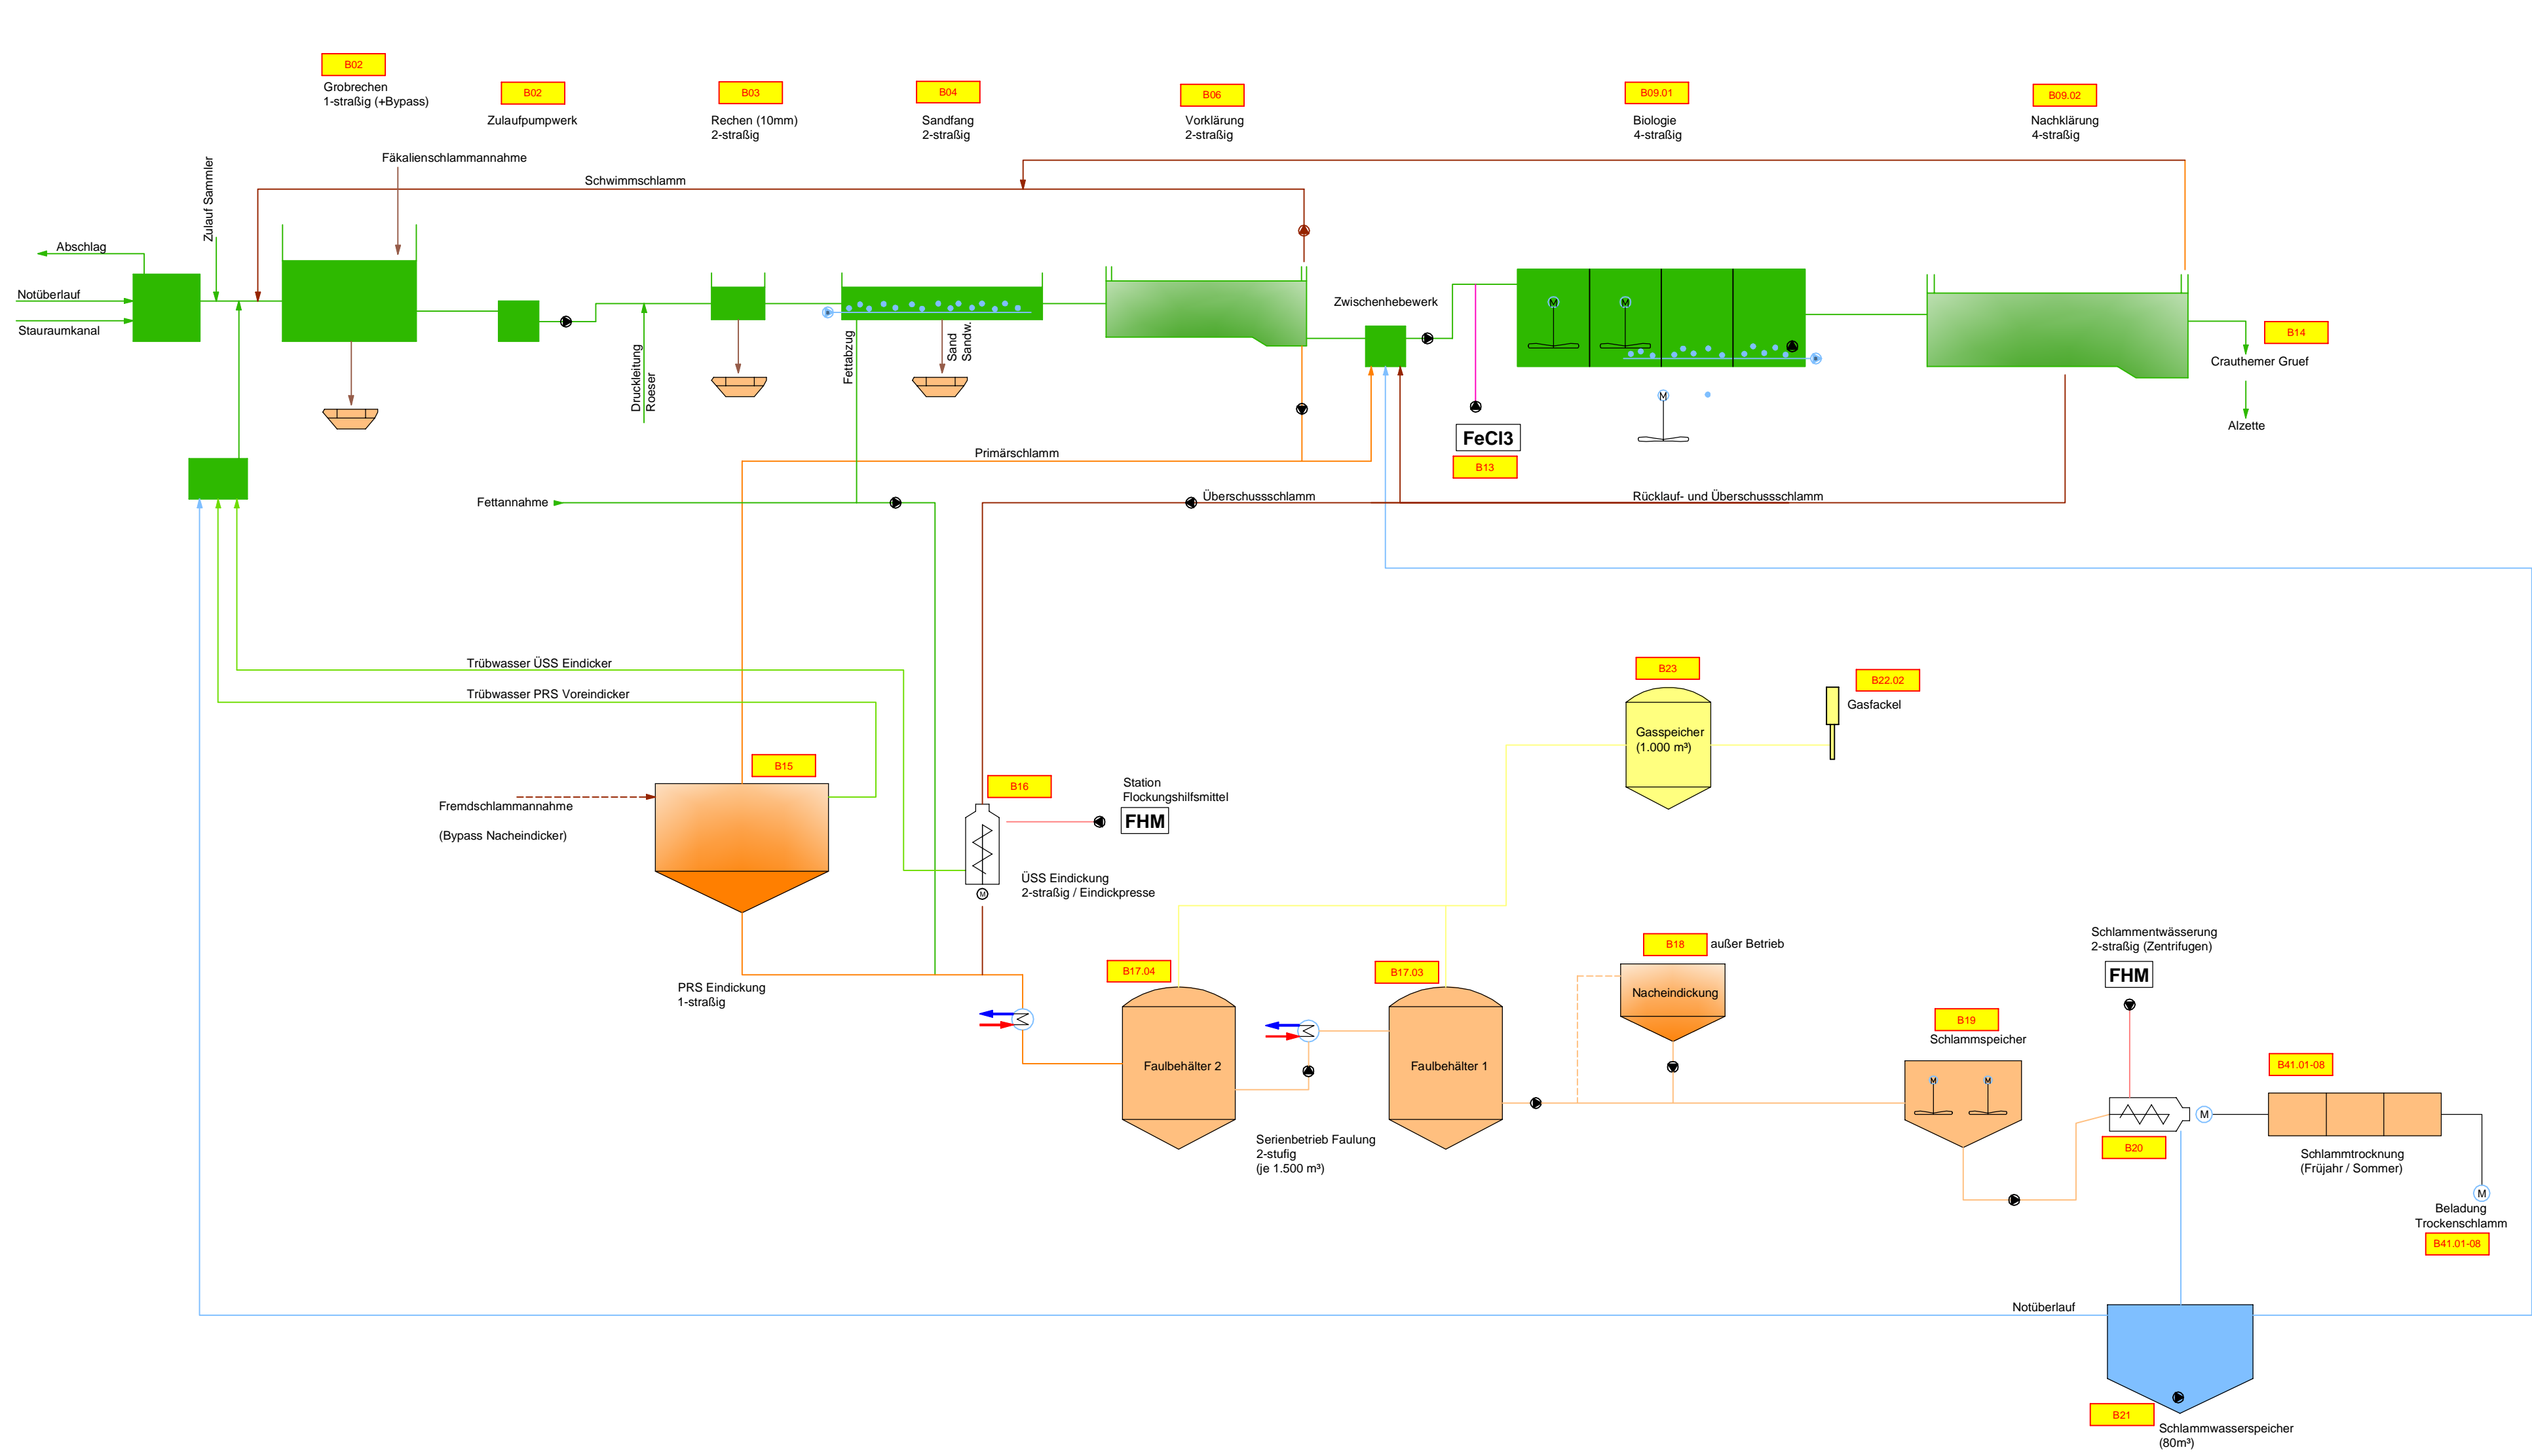 B02
Grobrechen
1-straßig (+Bypass)
B02
Zulaufpumpwerk
B03
Rechen (10mm)
2-straßig
B04
Sandfang
2-straßig
B06
Vorklärung
2-straßig
B09.01
Biologie
4-straßig
B09.02
Nachklärung
4-straßig
Fäkalienschlammannahme
Zulauf Sammler
Schwimmschlamm
Abschlag
Notüberlauf
Stauraumkanal
Zwischenhebewerk
M
M
B14
Crauthemer Gruef
Alzette
Druckleitung
Roeser
Fettabzug
Sand
Sandw.
M
FeCl3
B13
Primärschlamm
Fettannahme
Überschussschlamm
Rücklauf- und Überschussschlamm
Trübwasser ÜSS Eindicker
Trübwasser PRS Voreindicker
B23
Gasspeicher
(1.000 m³)
B22.02
Gasfackel
B15
Fremdschlammannahme
(Bypass Nacheindicker)
B16
Station
Flockungshilfsmittel
FHM
ÜSS Eindickung
2-straßig / Eindickpresse
M
PRS Eindickung
1-straßig
B17.04
Faulbehälter 2
B17.03
Faulbehälter 1
Serienbetrieb Faulung
2-stufig
(je 1.500 m³)
B18
außer Betrieb
Nacheindickung
B19
Schlammspeicher
M
M
Schlammentwässerung
2-straßig (Zentrifugen)
FHM
M
B20
B41.01-08
Schlammtrocknung
(Früjahr / Sommer)
M
Beladung
Trockenschlamm
B41.01-08
Notüberlauf
B21
Schlammwasserspeicher
(80m³)